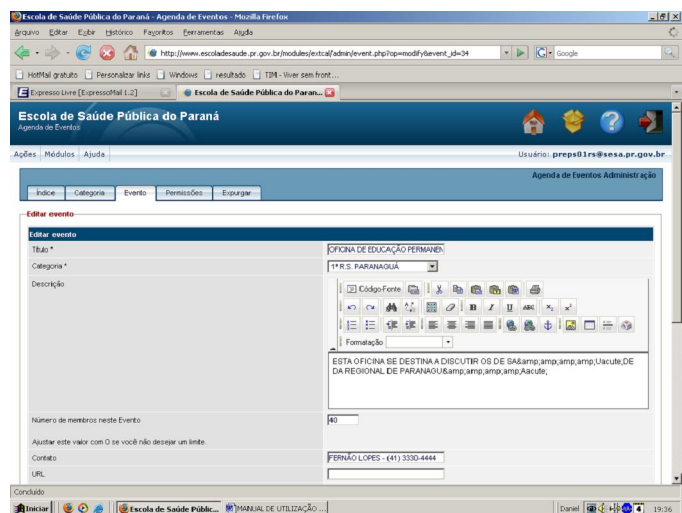 Escola de Saúde Pública do Paraná - Agenda de Eventos - Mozilla Firefox
Arquivo Editar Exibir Histórico Favoritos Ferramentas Ajuda
http://www.escoladesaude.pr.gov.br/modules/extcal/admin/event.php?op=modify&event_id=34
Google
HotMail gratuito Personalizar links Windows resultado TIM - Viver sem front...
Expresso Livre [ExpressoMail 1.2] Escola de Saúde Pública do Paran...
Escola de Saúde Pública do Paraná
Agenda de Eventos
Ações Módulos Ajuda Usuário: preps01rs@sesa.pr.gov.br
Agenda de Eventos Administração
Índice Categoria Evento Permissões Expurgar
Editar evento
Editar evento
Título * OFICINA DE EDUCAÇÃO PERMANEN
Categoria * 1ª R.S. PARANAGUÁ
Descrição
Código-Fonte
B I U ABC x₂ x²
Formatação
ESTA OFICINA SE DESTINA A DISCUTIR OS DE SA&amp;amp;amp;amp;Uacute;DE
DA REGIONAL DE PARANAGU&amp;amp;amp;amp;Aacute;
Número de membros neste Evento 40
Ajustar este valor com 0 se você não desejar um limite.
Contato FERNÃO LOPES - (41) 3330-4444
URL
Concluído
Iniciar Escola de Saúde Públic... MANUAL DE UTILIZAÇÃO ... Daniel 4 19:36